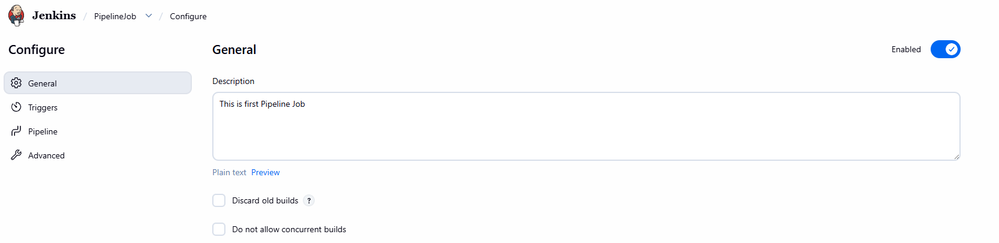 Jenkins / PipelineJob / Configure
Configure
General
Triggers
Pipeline
Advanced
General
Enabled
Description
This is first Pipeline Job
Plain text Preview
Discard old builds ?
Do not allow concurrent builds